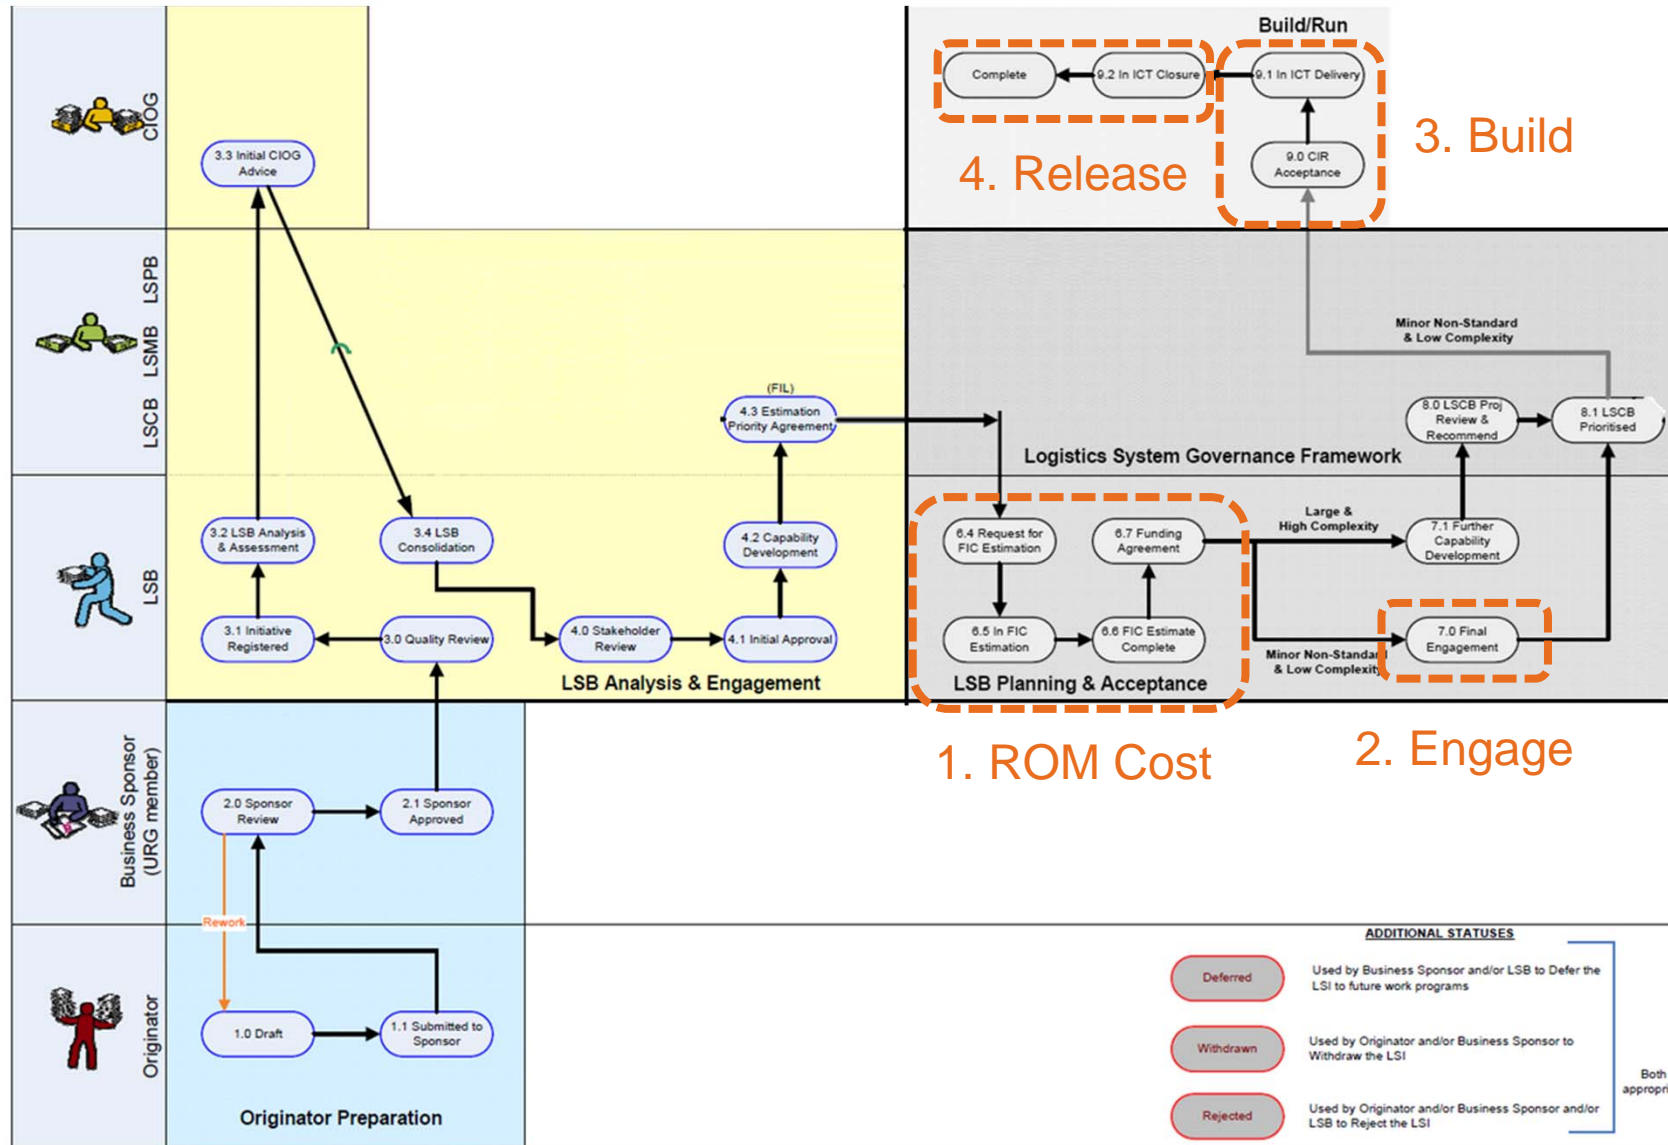 Build/Run
Complete
9.2 In ICT Closure
9.1 In ICT Delivery
3. Build
4. Release
9.0 CIR
Acceptance
CIOG
3.3 Initial CIOG
Advice
LSCB LSMB LSPB
Minor Non-Standard
& Low Complexity
(FIL)
4.3 Estimation
Priority Agreement
8.0 LSCB Proj
Review &
Recommend
8.1 LSCB
Prioritised
Logistics System Governance Framework
LSB
3.2 LSB Analysis
& Assessment
3.4 LSB
Consolidation
4.2 Capability
Development
6.4 Request for
FIC Estimation
6.7 Funding
Agreement
Large &
High Complexity
7.1 Further
Capability
Development
3.1 Initiative
Registered
3.0 Quality Review
4.0 Stakeholder
Review
4.1 Initial Approval
6.5 In FIC
Estimation
6.6 FIC Estimate
Complete
Minor Non-Standard
& Low Complexity
7.0 Final
Engagement
LSB Analysis & Engagement
LSB Planning & Acceptance
1. ROM Cost
2. Engage
Business Sponsor
(URG member)
2.0 Sponsor
Review
2.1 Sponsor
Approved
Rework
Originator
1.0 Draft
1.1 Submitted to
Sponsor
Originator Preparation
ADDITIONAL STATUSES
Deferred
Used by Business Sponsor and/or LSB to Defer the
LSI to future work programs
Withdrawn
Used by Originator and/or Business Sponsor to
Withdraw the LSI
Rejected
Used by Originator and/or Business Sponsor and/or
LSB to Reject the LSI
Both
appropri